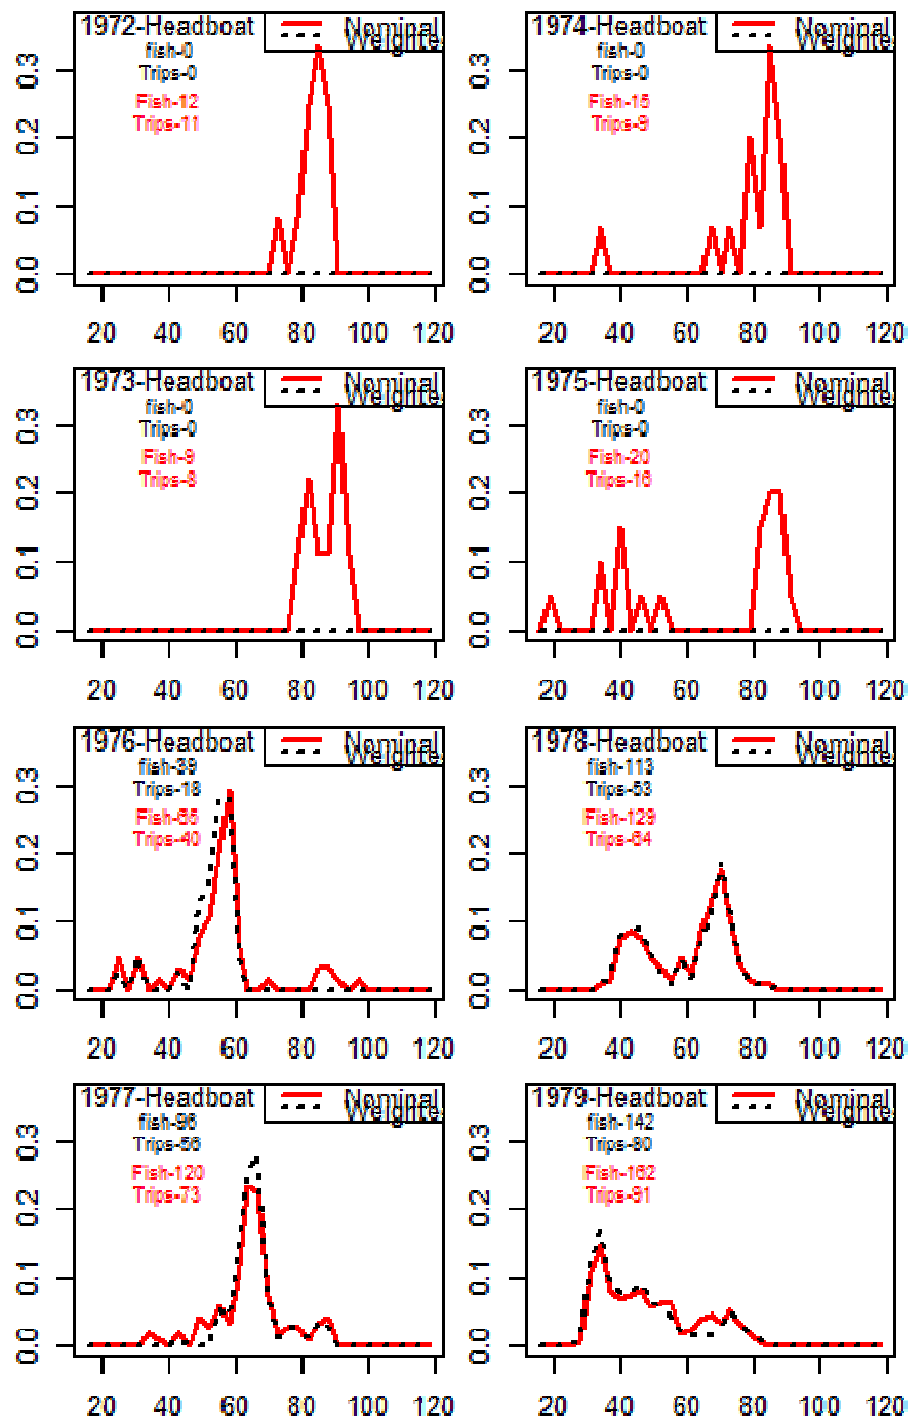 1972-Headboat
Nominal
Weighte
fish-0
Trips-0
Fish-12
Trips-11
0.0 0.1 0.2 0.3
20 40 60 80 100 120
1974-Headboat
Nominal
Weighte
fish-0
Trips-0
Fish-15
Trips-9
0.0 0.1 0.2 0.3
20 40 60 80 100 120
1973-Headboat
Nominal
Weighte
fish-0
Trips-0
Fish-9
Trips-8
0.0 0.1 0.2 0.3
20 40 60 80 100 120
1975-Headboat
Nominal
Weighte
fish-0
Trips-0
Fish-20
Trips-16
0.0 0.1 0.2 0.3
20 40 60 80 100 120
1976-Headboat
Nominal
Weighte
fish-39
Trips-18
Trips-40
0.0 0.1 0.2 0.3
20 40 60 80 100 120
1978-Headboat
Nominal
Weighte
fish-113
Trips-53
Fish-129
Trips-64
0.0 0.1 0.2 0.3
20 40 60 80 100 120
1977-Headboat
Nominal
Weighte
fish-96
Trips-56
Fish-120
Trips-73
0.0 0.1 0.2 0.3
20 40 60 80 100 120
1979-Headboat
Nominal
Weighte
fish-142
Trips-80
Fish-162
Trips-91
0.0 0.1 0.2 0.3
20 40 60 80 100 120